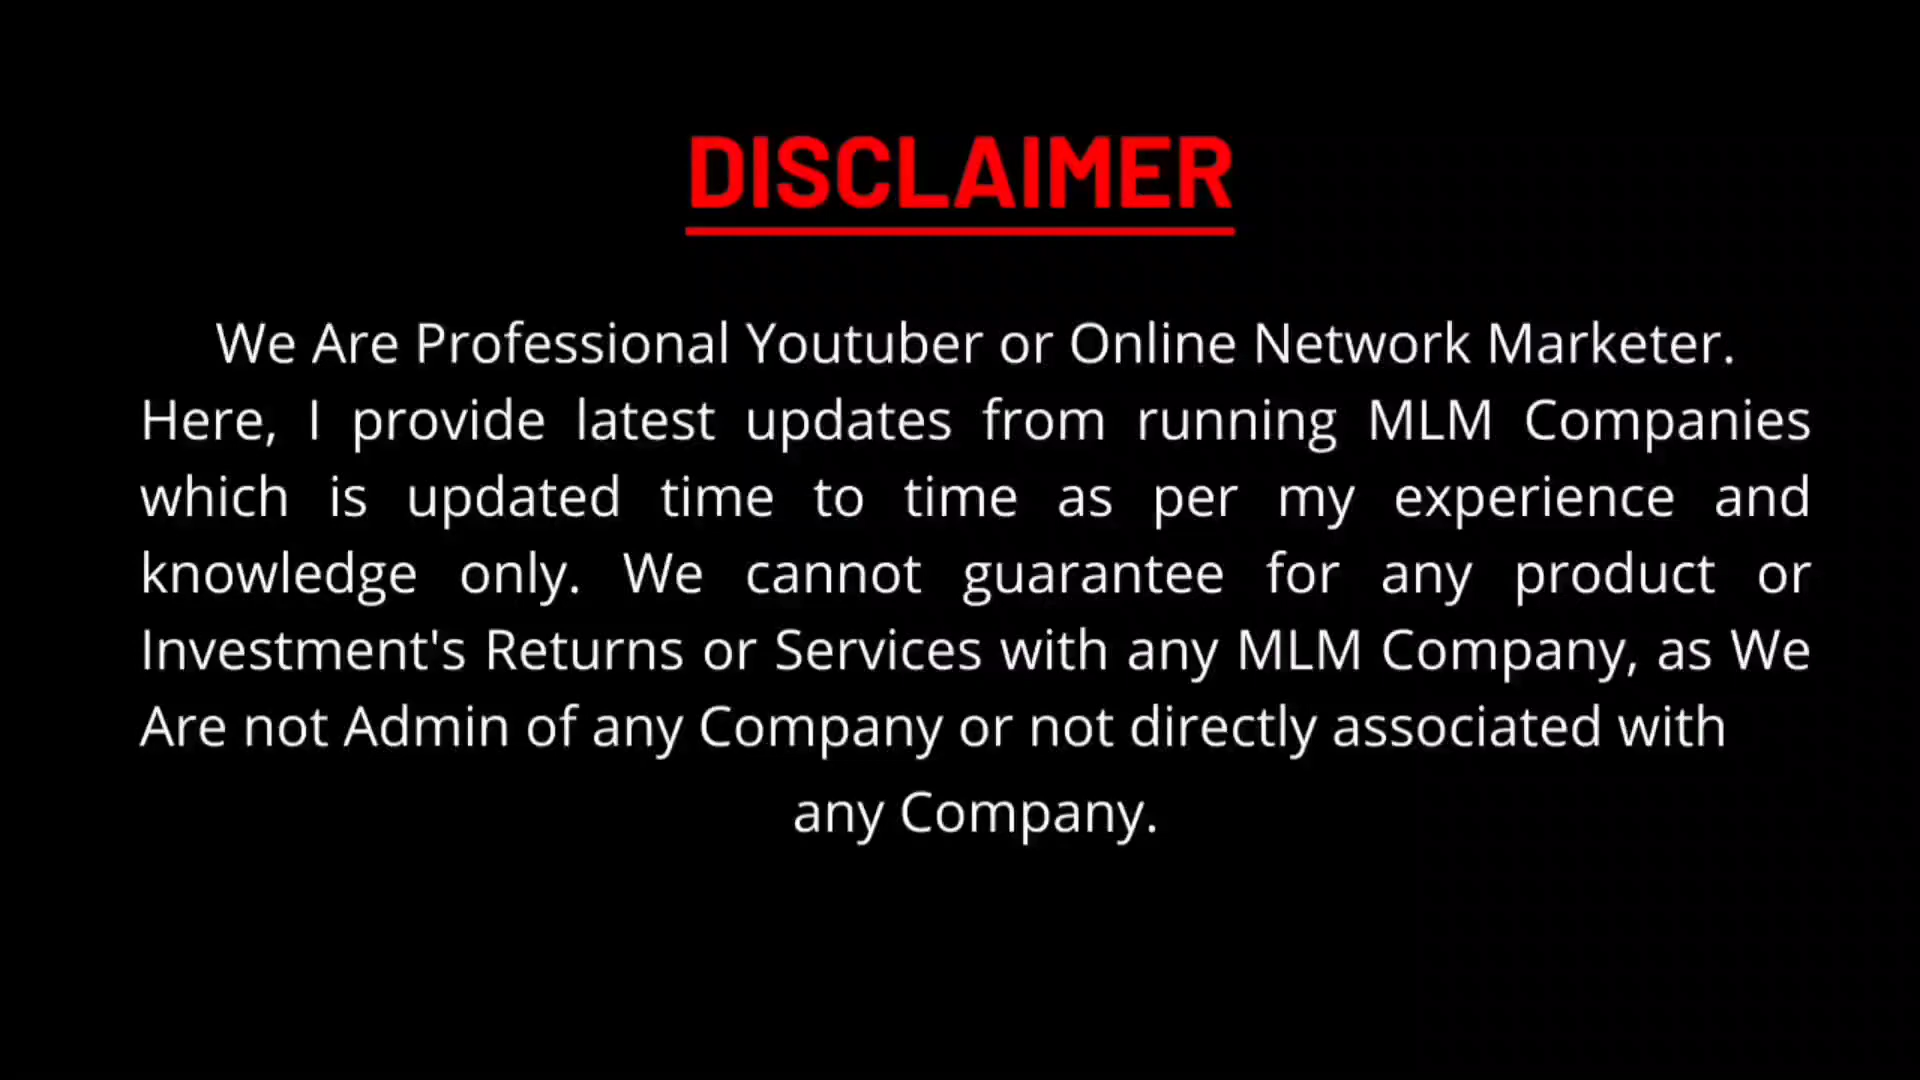 DISCLAIMER
We Are Professional Youtuber or Online Network Marketer.
Here, I provide latest updates from running MLM Companies
which is updated time to time as per my experience and
knowledge only. We cannot guarantee for any product or
Investment's Returns or Services with any MLM Company, as We
Are not Admin of any Company or not directly associated with
any Company.